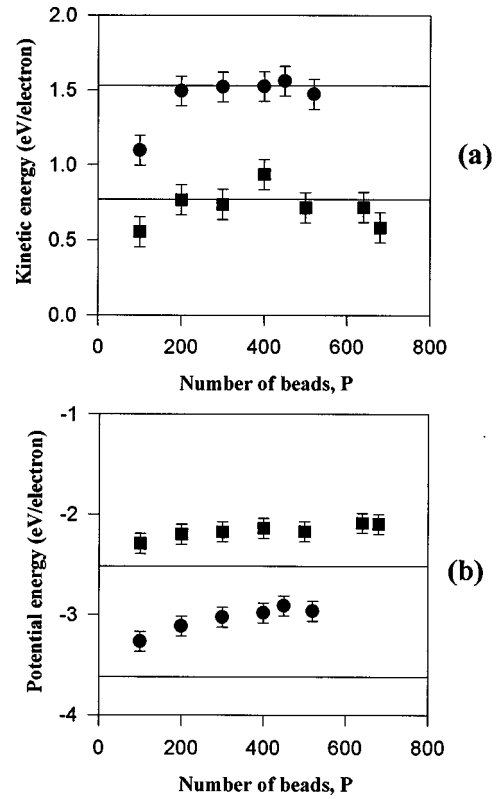 2.0
1.5
1.0
0.5
0.0
Kinetic energy (eV/electron)
0 200 400 600 800
Number of beads, P
(a)
-1
-2
-3
-4
Potential energy (eV/electron)
0 200 400 600 800
Number of beads, P
(b)